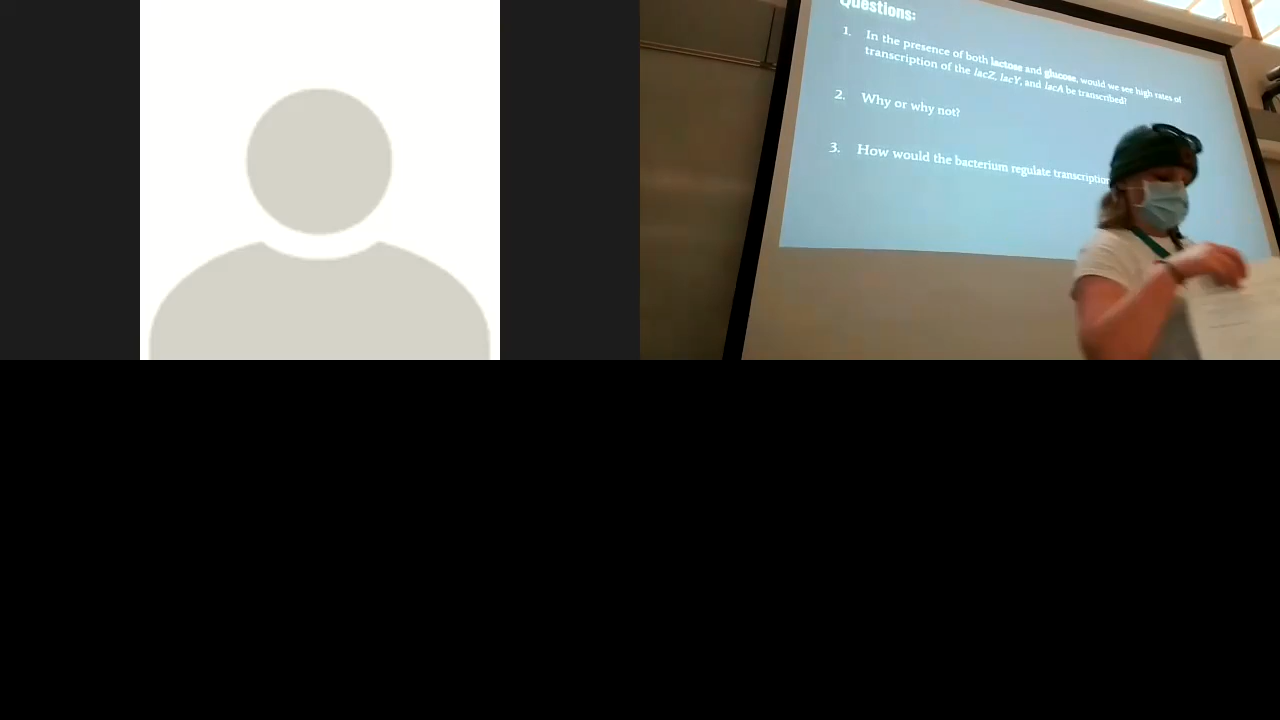 Questions:
1. In the presence of both lactose and glucose, would we see high rates of
transcription of the lacZ, lacY, and lacA be transcribed?
2. Why or why not?
3. How would the bacterium regulate transcription